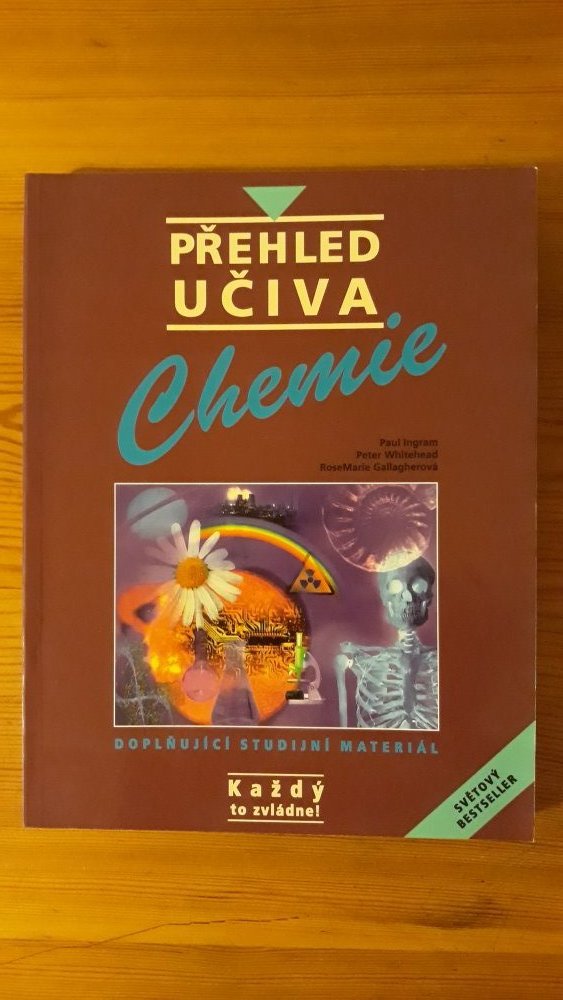 PŘEHLED
UČIVA
Chemie
Paul Ingram
Peter Whitehead
RoseMarie Gallagherová
DOPLŇUJÍCÍ STUDIJNÍ MATERIÁL
Každý
to zvládne!
SVĚTOVÝ
BESTSELLER